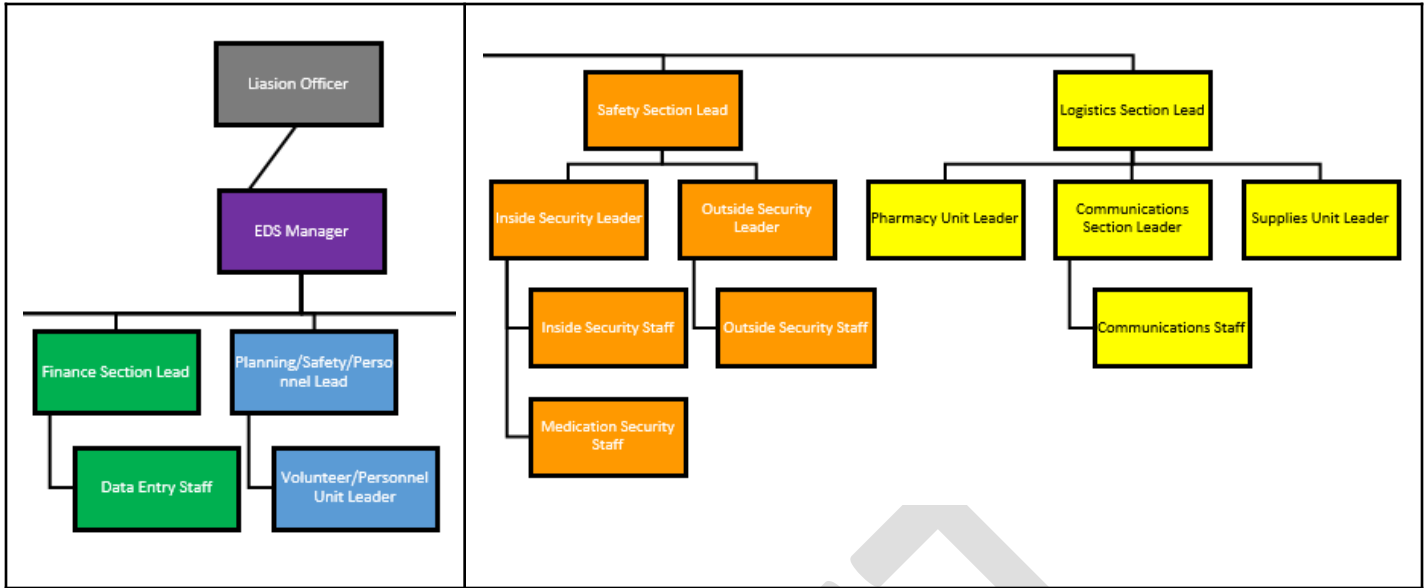 Liasion Officer
EDS Manager
Finance Section Lead
Planning/Safety/Perso
nnel Lead
Data Entry Staff
Volunteer/Personnel
Unit Leader
Safety Section Lead
Logistics Section Lead
Inside Security Leader
Outside Security
Leader
Pharmacy Unit Leader
Communications
Section Leader
Supplies Unit Leader
Inside Security Staff
Outside Security Staff
Communications Staff
Medication Security
Staff